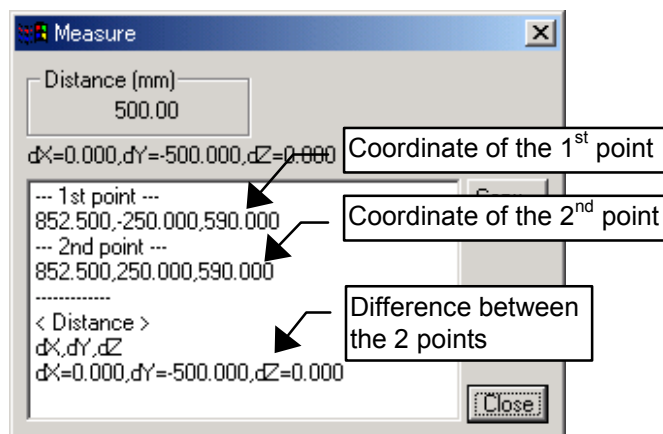 Measure
Distance (mm)
500.00
dX=0.000,dY=-500.000,dZ=0.000
Coordinate of the 1st point
--- 1st point ---
852.500,-250.000,590.000
Coordinate of the 2nd point
--- 2nd point ---
852.500,250.000,590.000
-------------
Difference between
the 2 points
< Distance >
dX,dY,dZ
dX=0.000,dY=-500.000,dZ=0.000
Close